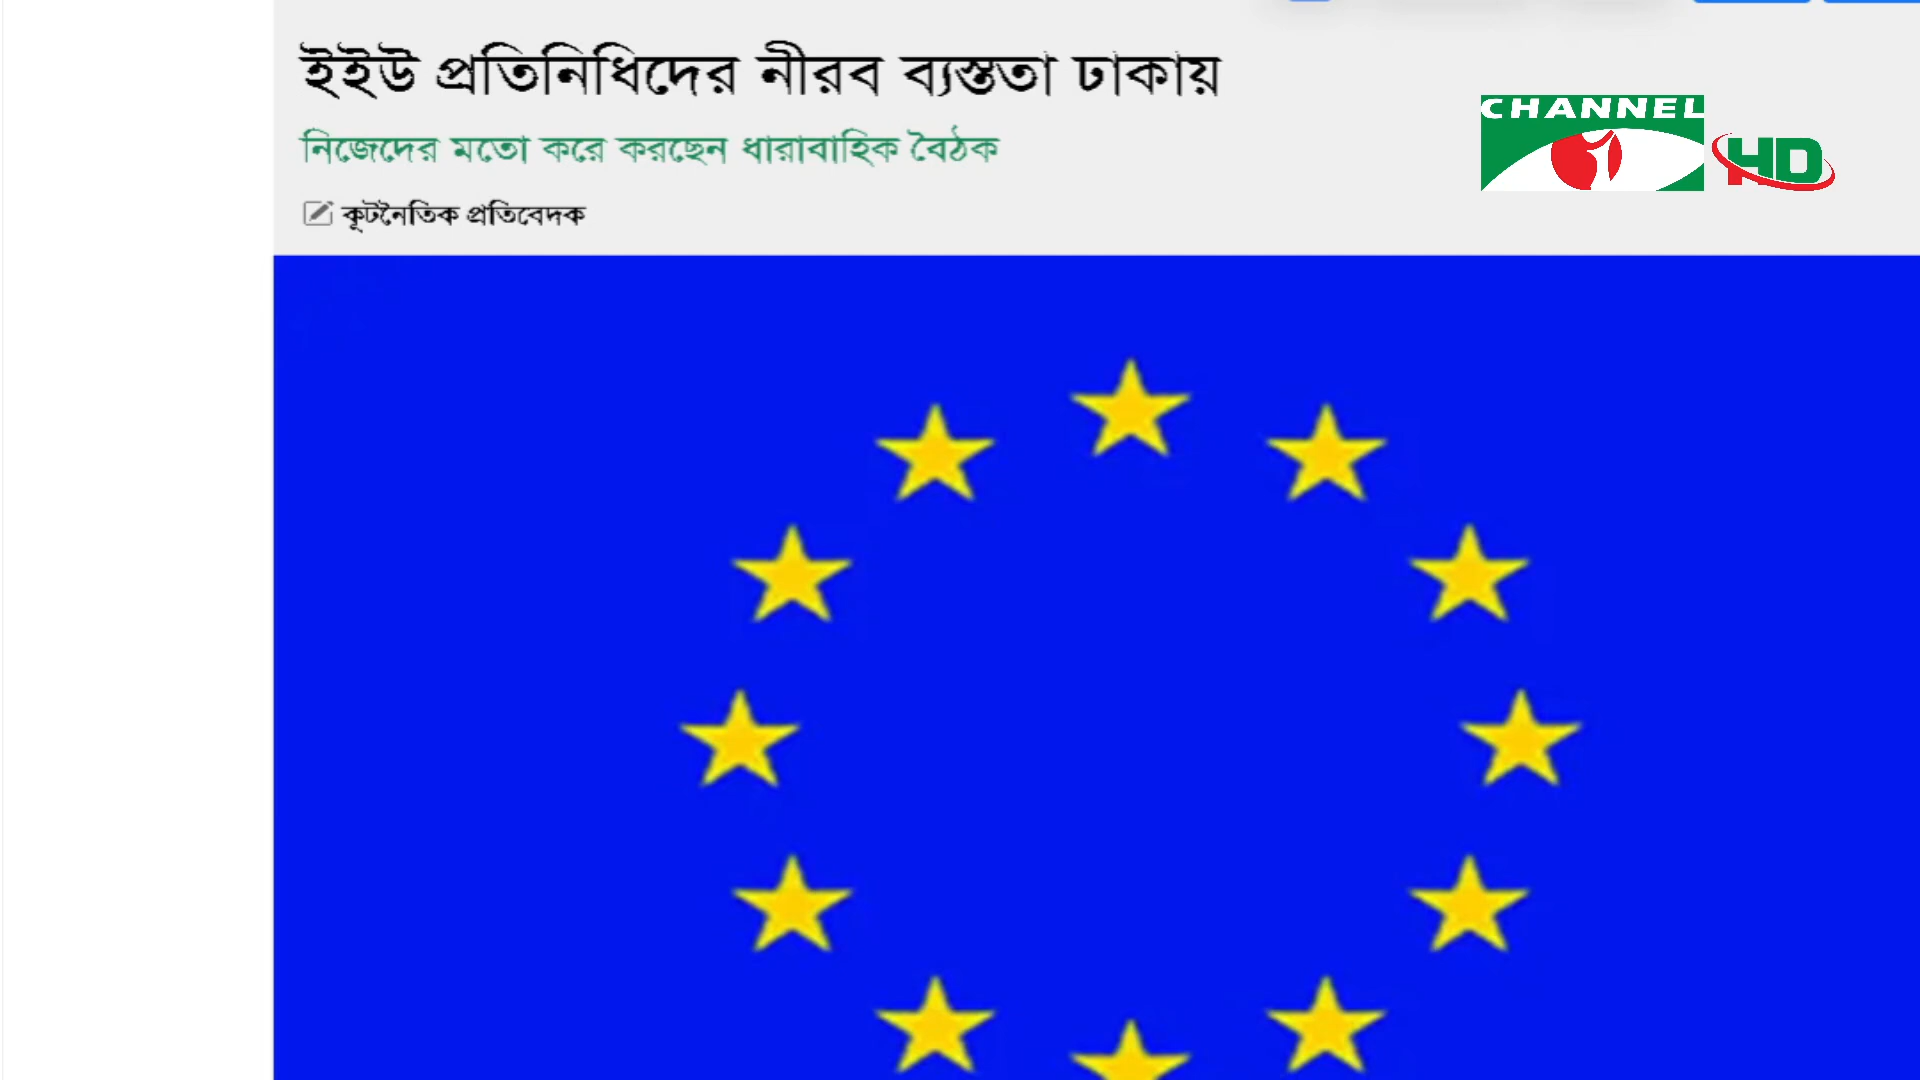 ইইউ প্রতিনিধিদের নীরব ব্যস্ততা ঢাকায়
নিজেদের মতো করে করছেন ধারাবাহিক বৈঠক
কূটনৈতিক প্রতিবেদক
CHANNEL
HD